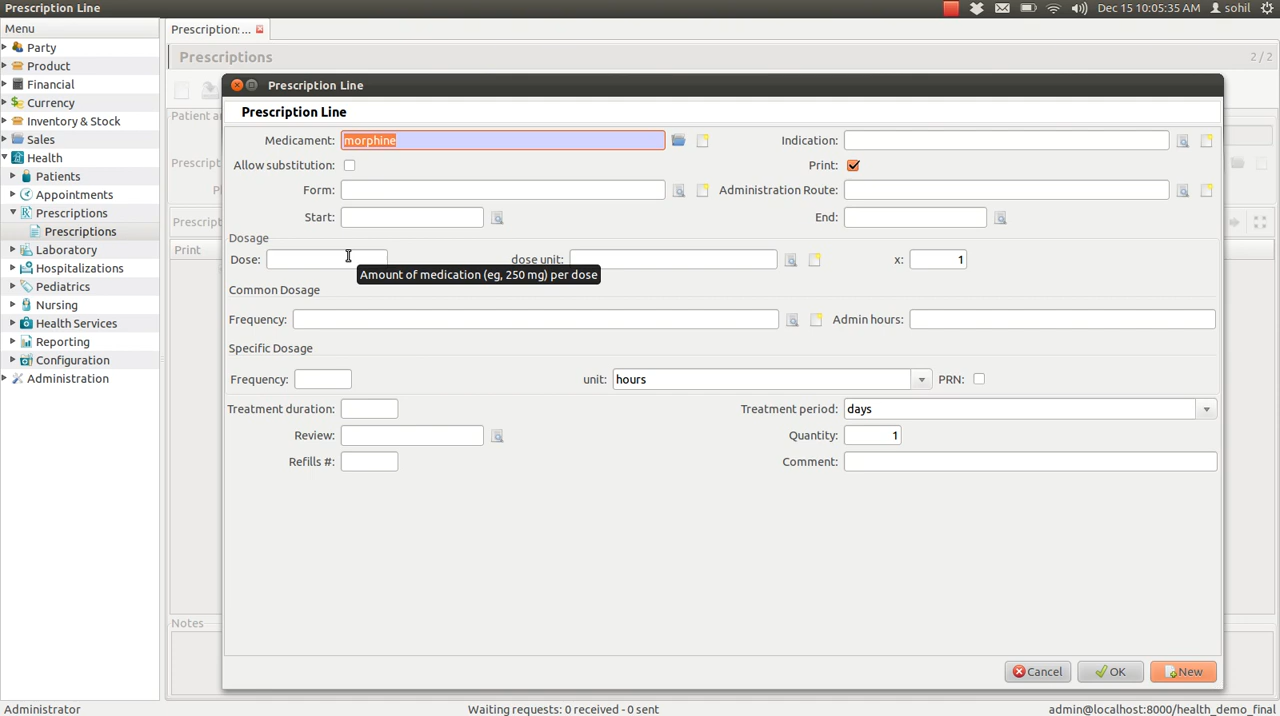 Prescription Line
Dec 15 10:05:35 AM
sohil
Menu
Party
Product
Financial
Currency
Inventory & Stock
Sales
Health
Patients
Appointments
Prescriptions
Prescriptions
Laboratory
Hospitalizations
Pediatrics
Nursing
Health Services
Reporting
Configuration
Administration
Prescription: ...
Prescriptions
2 / 2
Patient an
Prescript
P
Prescript
Print
Notes
Prescription Line
Prescription Line
Medicament: morphine
Indication:
Allow substitution:
Print:
Form:
Administration Route:
Start:
End:
Dosage
Dose:
dose unit:
x: 1
Amount of medication (eg, 250 mg) per dose
Common Dosage
Frequency:
Admin hours:
Specific Dosage
Frequency:
unit: hours
PRN:
Treatment duration:
Treatment period: days
Review:
Quantity: 1
Refills #:
Comment:
Cancel
OK
New
Administrator
Waiting requests: 0 received - 0 sent
admin@localhost:8000/health_demo_final